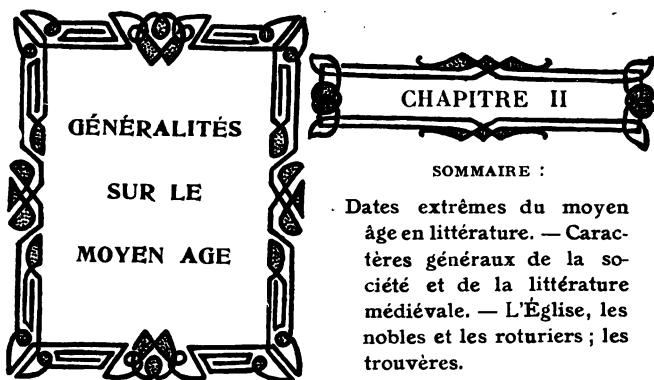 GÉNÉRALITÉS
SUR LE
MOYEN AGE
CHAPITRE II
SOMMAIRE :
Dates extrêmes du moyen
âge en littérature. — Carac-
tères généraux de la so-
ciété et de la littérature
médiévale. — L'Église, les
nobles et les roturiers ; les
trouvères.